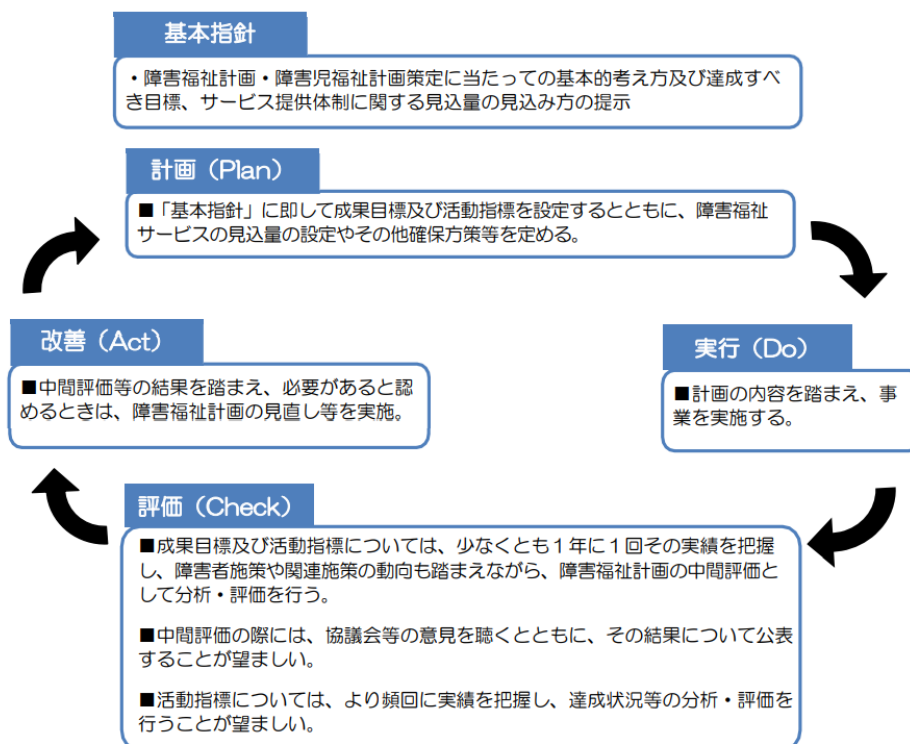 基本指針
・障害福祉計画・障害児福祉計画策定に当たっての基本的考え方及び達成すべ
き目標、サービス提供体制に関する見込量の見込み方の提示
計画（Plan）
■「基本指針」に即して成果目標及び活動指標を設定するとともに、障害福祉
サービスの見込量の設定やその他確保方策等を定める。
改善（Act）
■中間評価等の結果を踏まえ、必要があると認
めるときは、障害福祉計画の見直し等を実施。
実行（Do）
■計画の内容を踏まえ、事
業を実施する。
評価（Check）
■成果目標及び活動指標については、少なくとも１年に１回その実績を把握
し、障害者施策や関連施策の動向も踏まえながら、障害福祉計画の中間評価と
して分析・評価を行う。
■中間評価の際には、協議会等の意見を聴くとともに、その結果について公表
することが望ましい。
■活動指標については、より頻回に実績を把握し、達成状況等の分析・評価を
行うことが望ましい。